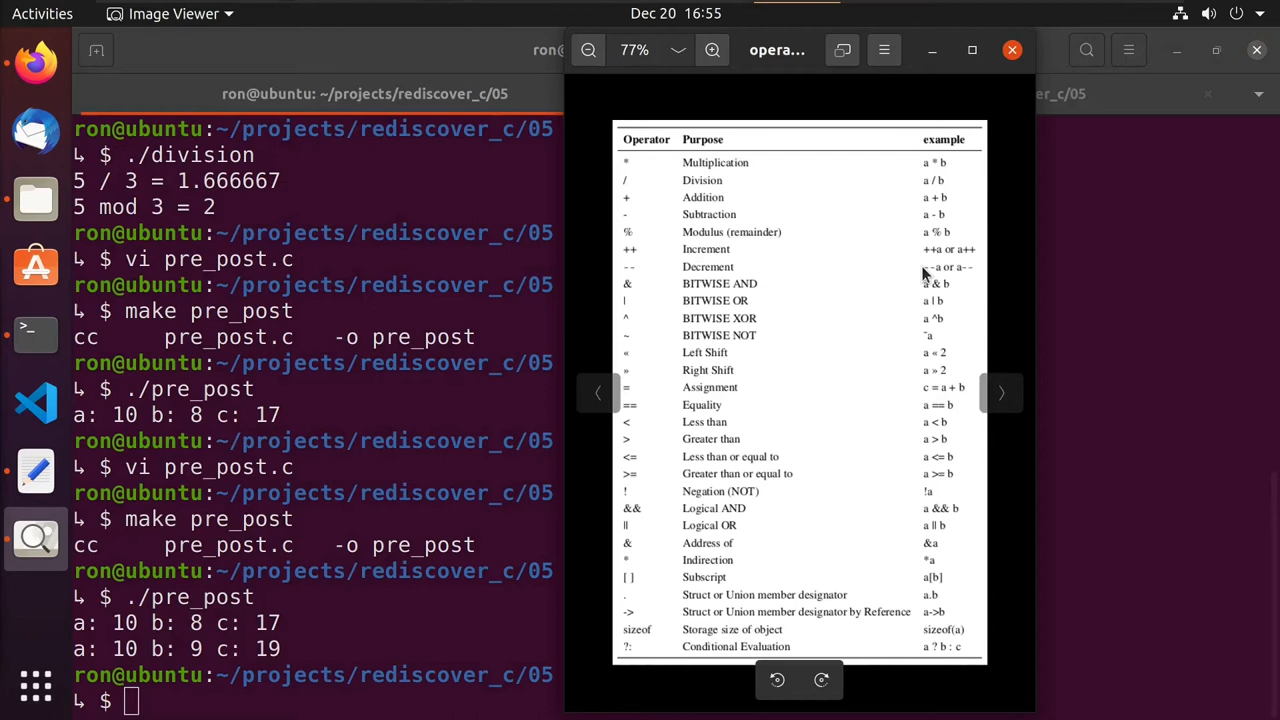 Activities
Image Viewer
Dec 20 16:55
77%
opera...
ron@
ron@ubuntu: ~/projects/rediscover_c/05
_c/05
ron@ubuntu:~/projects/rediscover_c/05
↳ $ ./division
5 / 3 = 1.666667
5 mod 3 = 2
ron@ubuntu:~/projects/rediscover_c/05
↳ $ vi pre_post.c
ron@ubuntu:~/projects/rediscover_c/05
↳ $ make pre_post
cc     pre_post.c   -o pre_post
ron@ubuntu:~/projects/rediscover_c/05
↳ $ ./pre_post
a: 10 b: 8 c: 17
ron@ubuntu:~/projects/rediscover_c/05
↳ $ vi pre_post.c
ron@ubuntu:~/projects/rediscover_c/05
↳ $ make pre_post
cc     pre_post.c   -o pre_post
ron@ubuntu:~/projects/rediscover_c/05
↳ $ ./pre_post
a: 10 b: 8 c: 17
a: 10 b: 9 c: 19
ron@ubuntu:~/projects/rediscover_c/05
↳ $
Operator Purpose example
* Multiplication a * b
/ Division a / b
+ Addition a + b
- Subtraction a - b
% Modulus (remainder) a % b
++ Increment ++a or a++
-- Decrement --a or a--
& BITWISE AND a & b
| BITWISE OR a | b
^ BITWISE XOR a ^b
~ BITWISE NOT ˜a
« Left Shift a « 2
» Right Shift a » 2
= Assignment c = a + b
== Equality a == b
< Less than a < b
> Greater than a > b
<= Less than or equal to a <= b
>= Greater than or equal to a >= b
! Negation (NOT) !a
&& Logical AND a && b
|| Logical OR a || b
& Address of &a
* Indirection *a
[ ] Subscript a[b]
. Struct or Union member designator a.b
-> Struct or Union member designator by Reference a->b
sizeof Storage size of object sizeof(a)
?: Conditional Evaluation a ? b : c